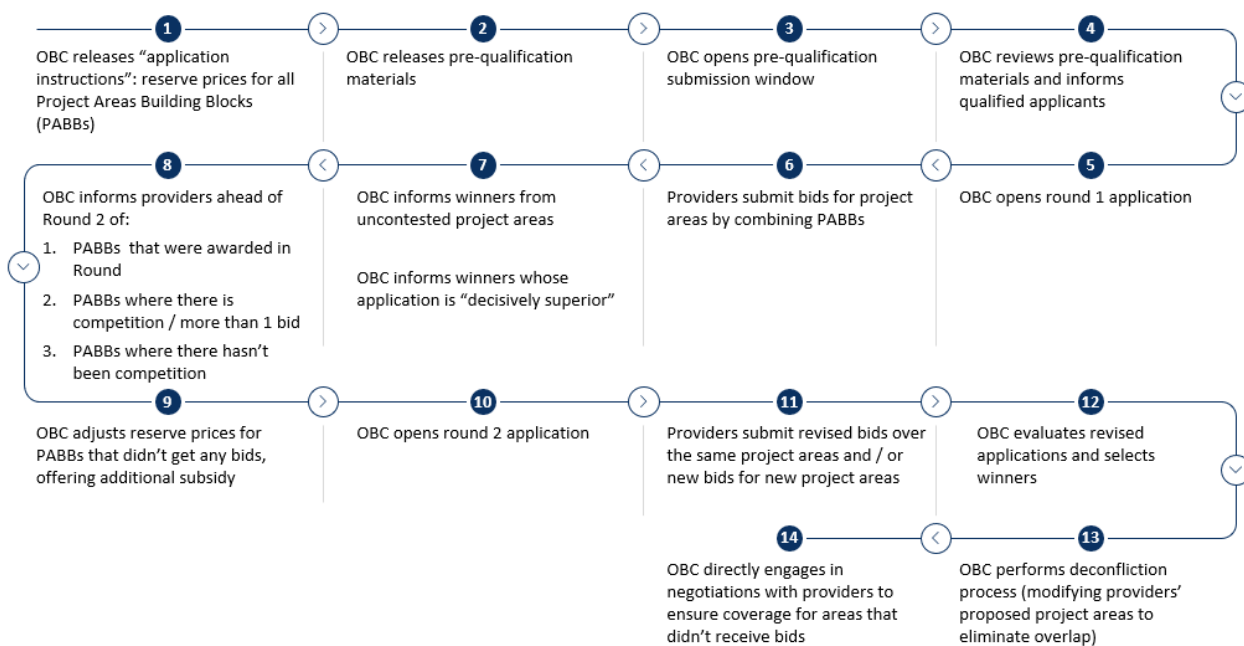 1
OBC releases “application
instructions”: reserve prices for all
Project Areas Building Blocks
(PABBs)
2
OBC releases pre-qualification
materials
3
OBC opens pre-qualification
submission window
4
OBC reviews pre-qualification
materials and informs
qualified applicants
5
OBC opens round 1 application
6
Providers submit bids for project
areas by combining PABBs
7
OBC informs winners from
uncontested project areas
OBC informs winners whose
application is “decisively superior”
8
OBC informs providers ahead of
Round 2 of:
1. PABBs that were awarded in
Round
2. PABBs where there is
competition / more than 1 bid
3. PABBs where there hasn’t
been competition
9
OBC adjusts reserve prices for
PABBs that didn’t get any bids,
offering additional subsidy
10
OBC opens round 2 application
11
Providers submit revised bids over
the same project areas and / or
new bids for new project areas
12
OBC evaluates revised
applications and selects
winners
13
OBC performs deconfliction
process (modifying providers’
proposed project areas to
eliminate overlap)
14
OBC directly engages in
negotiations with providers to
ensure coverage for areas that
didn’t receive bids